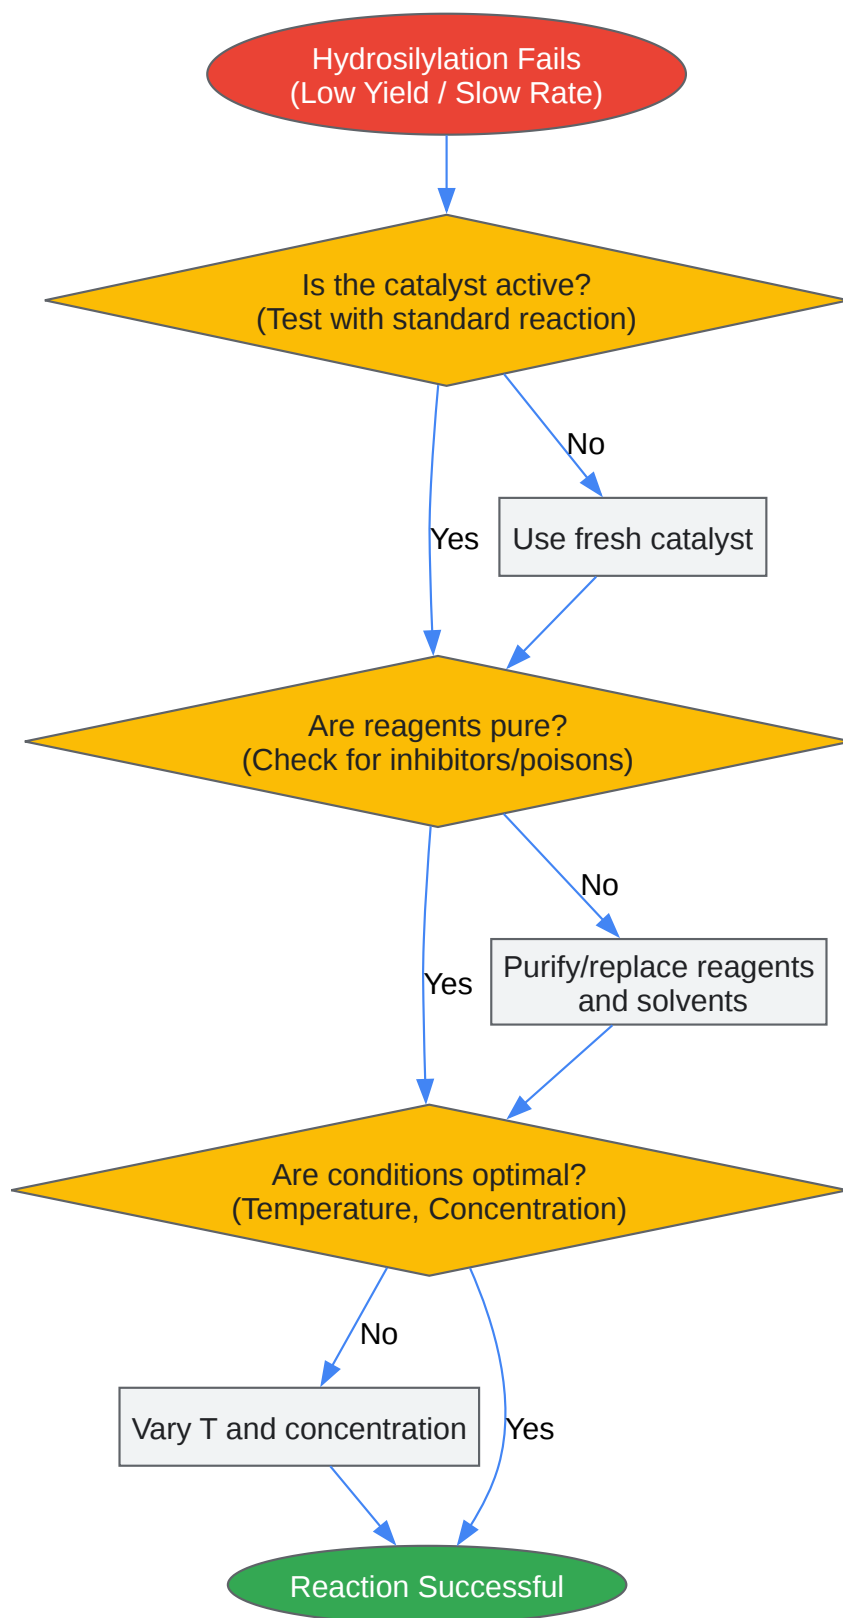 Hydrosilylation Fails
(Low Yield / Slow Rate)
Is the catalyst active?
(Test with standard reaction)
No
Yes
Use fresh catalyst
Are reagents pure?
(Check for inhibitors/poisons)
No
Yes
Purify/replace reagents
and solvents
Are conditions optimal?
(Temperature, Concentration)
No
Vary T and concentration
Yes
Reaction Successful